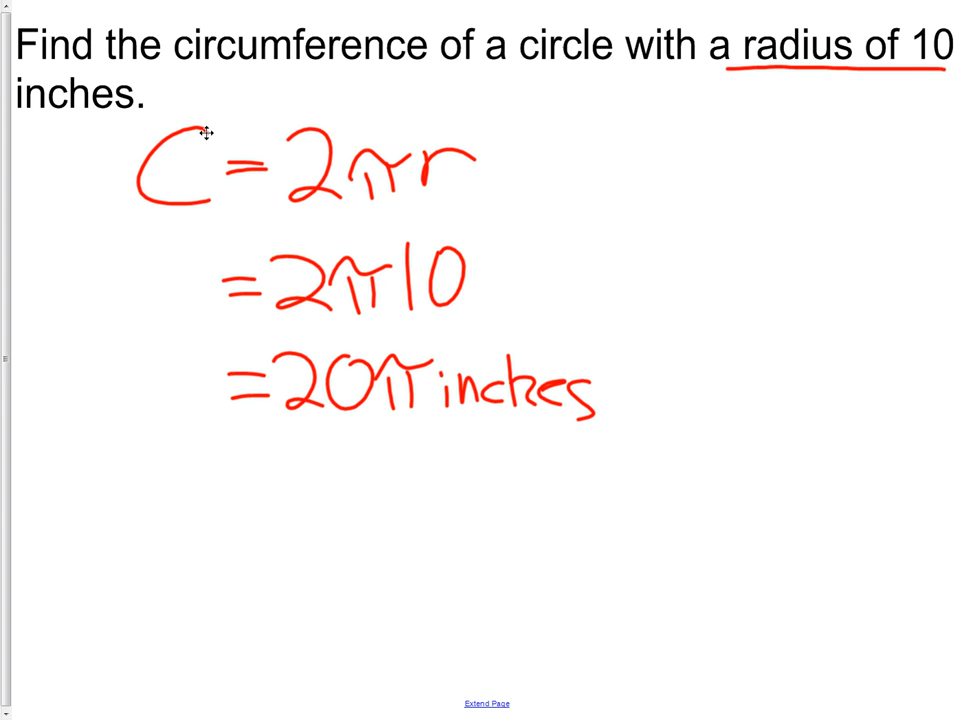 Find the circumference of a circle with a radius of 10
inches.
C = 2πr
= 2π10
= 20π inches
Extend Page